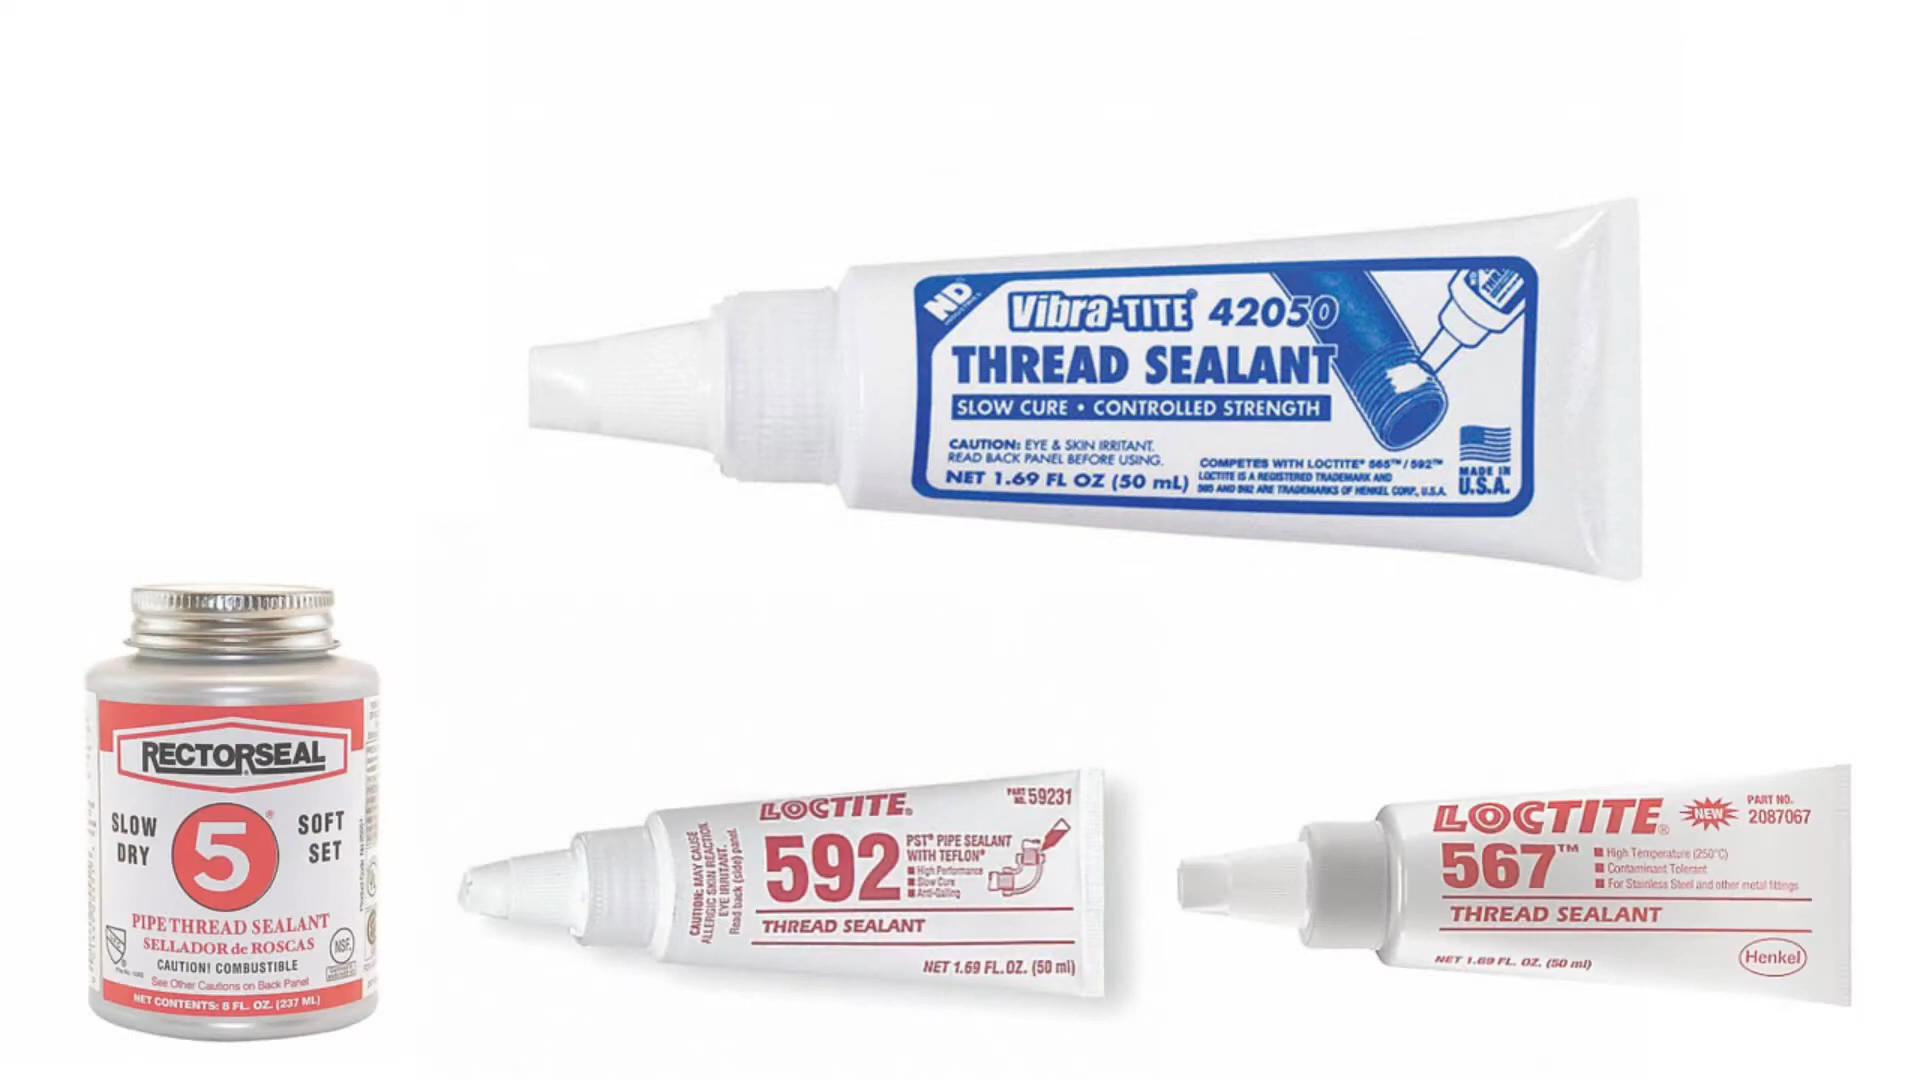 ND
INDUSTRIES
Vibra-TITE® 42050
THREAD SEALANT
SLOW CURE • CONTROLLED STRENGTH
CAUTION: EYE & SKIN IRRITANT.
READ BACK PANEL BEFORE USING.
NET 1.69 FL OZ (50 mL)
COMPETES WITH LOCTITE® 565™/592™
LOCTITE IS A REGISTERED TRADEMARK AND
565 AND 592 ARE TRADEMARKS OF HENKEL CORP., U.S.A.
MADE IN
U.S.A.
RECTORSEAL®
SLOW
DRY
5®
SOFT
SET
PIPE THREAD SEALANT
SELLADOR de ROSCAS
CAUTION! COMBUSTIBLE
See Other Cautions on Back Panel
NET CONTENTS: 8 FL. OZ. (237 ML)
NSF
LOCTITE®
PART
NO. 59231
CAUTION: MAY CAUSE
ALLERGIC SKIN REACTION
EYE IRRITANT.
Read back (side) panel.
592
PST® PIPE SEALANT
WITH TEFLON®
High Performance
Slow Cure
Anti-Galling
THREAD SEALANT
NET 1.69 FL. OZ. (50 ml)
LOCTITE®
NEW
PART NO.
2087067
567™
High Temperature (250°C)
Contaminant Tolerant
For Stainless Steel and other metal fittings
THREAD SEALANT
NET 1.69 FL. OZ. (50 ml)
Henkel